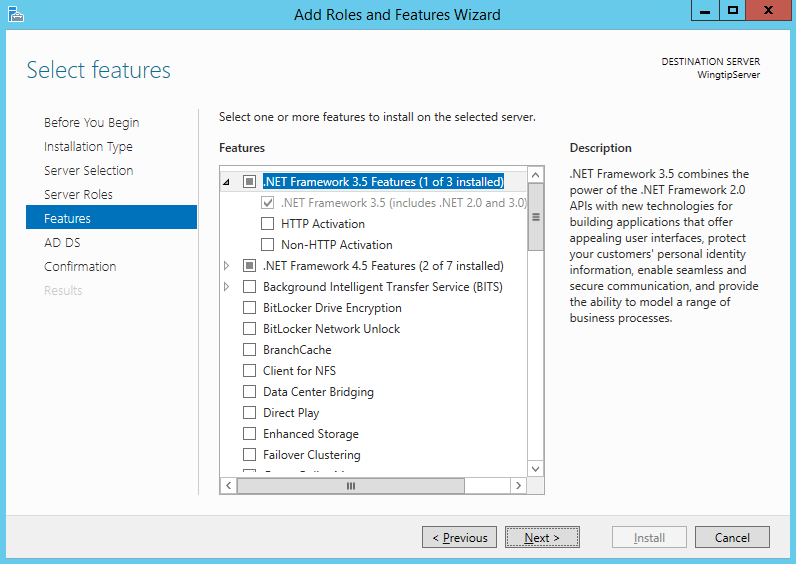 Add Roles and Features Wizard
Select features
DESTINATION SERVER
WingtipServer
Before You Begin
Installation Type
Server Selection
Server Roles
Features
AD DS
Confirmation
Results
Select one or more features to install on the selected server.
Features
.NET Framework 3.5 Features (1 of 3 installed)
.NET Framework 3.5 (includes .NET 2.0 and 3.0)
HTTP Activation
Non-HTTP Activation
.NET Framework 4.5 Features (2 of 7 installed)
Background Intelligent Transfer Service (BITS)
BitLocker Drive Encryption
BitLocker Network Unlock
BranchCache
Client for NFS
Data Center Bridging
Direct Play
Enhanced Storage
Failover Clustering
Description
.NET Framework 3.5 combines the
power of the .NET Framework 2.0
APIs with new technologies for
building applications that offer
appealing user interfaces, protect
your customers' personal identity
information, enable seamless and
secure communication, and provide
the ability to model a range of
business processes.
< Previous
Next >
Install
Cancel